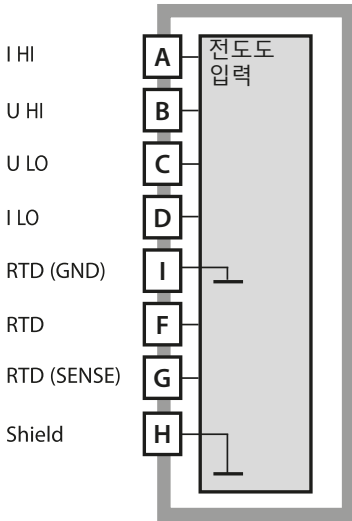 I HI
A
전도도
입력
U HI
B
U LO
C
I LO
D
RTD (GND)
I
RTD
F
RTD (SENSE)
G
Shield
H